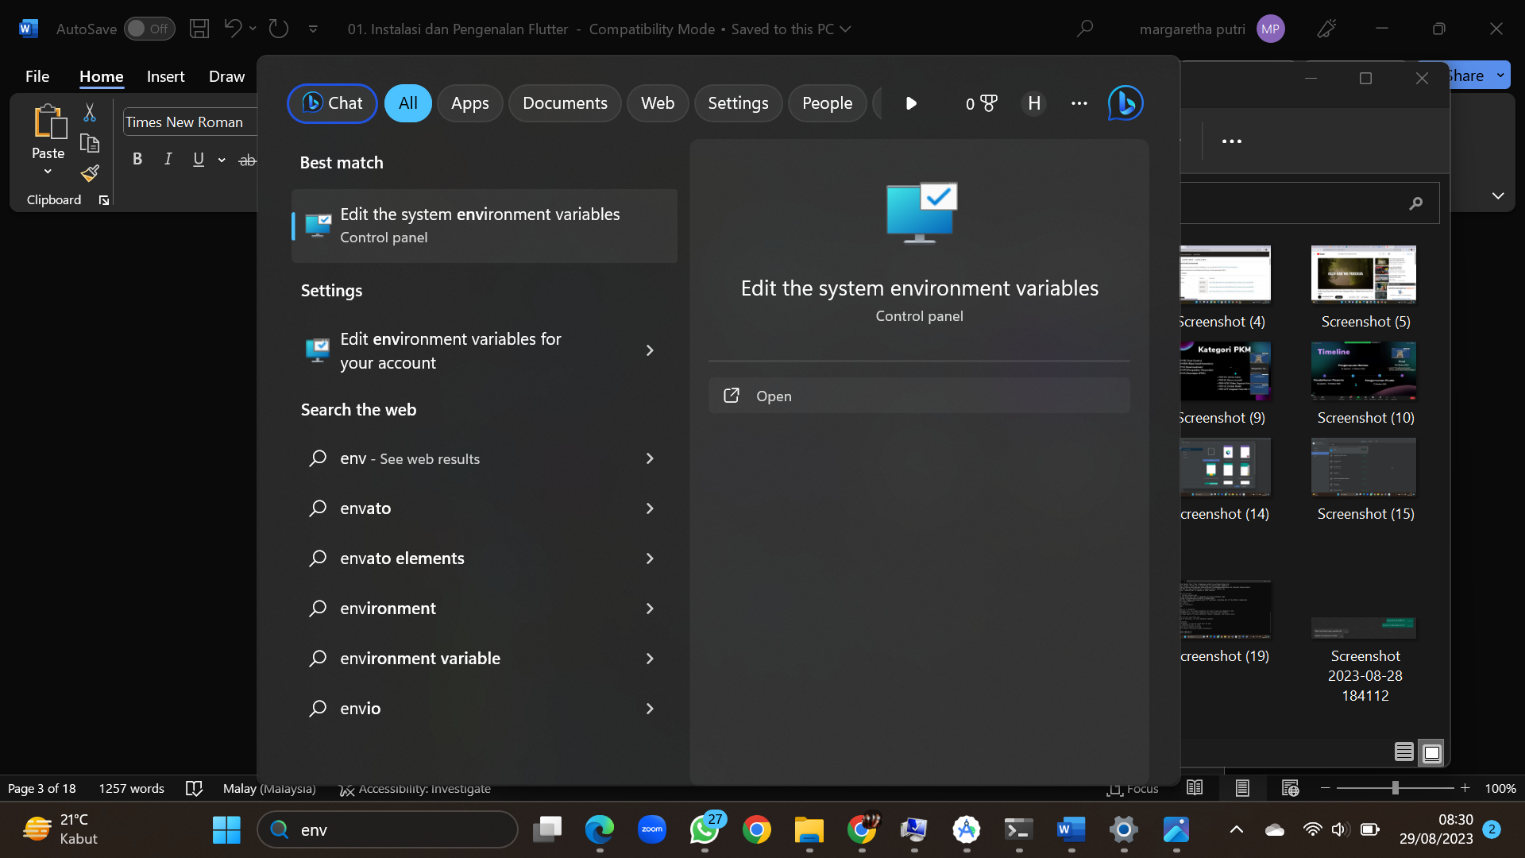 AutoSave Off 01. Instalasi dan Pengenalan Flutter - Compatibility Mode • Saved to this PC margaretha putri MP
File Home Insert Draw Share
Chat All Apps Documents Web Settings People 0 H
Times New Roman
Paste
B I U ab
Clipboard
Best match
Edit the system environment variables
Control panel
Settings
Edit environment variables for
your account
Search the web
env - See web results
envato
envato elements
environment
environment variable
envio
Edit the system environment variables
Control panel
Open
Screenshot (4) Screenshot (5)
Kategori PKM Timeline
Screenshot (9) Screenshot (10)
creenshot (14) Screenshot (15)
creenshot (19) Screenshot
2023-08-28
184112
Page 3 of 18 1257 words Malay (Malaysia) Accessibility: Investigate Focus 100%
21°C
Kabut
env
zoom
27
08:30
29/08/2023
2